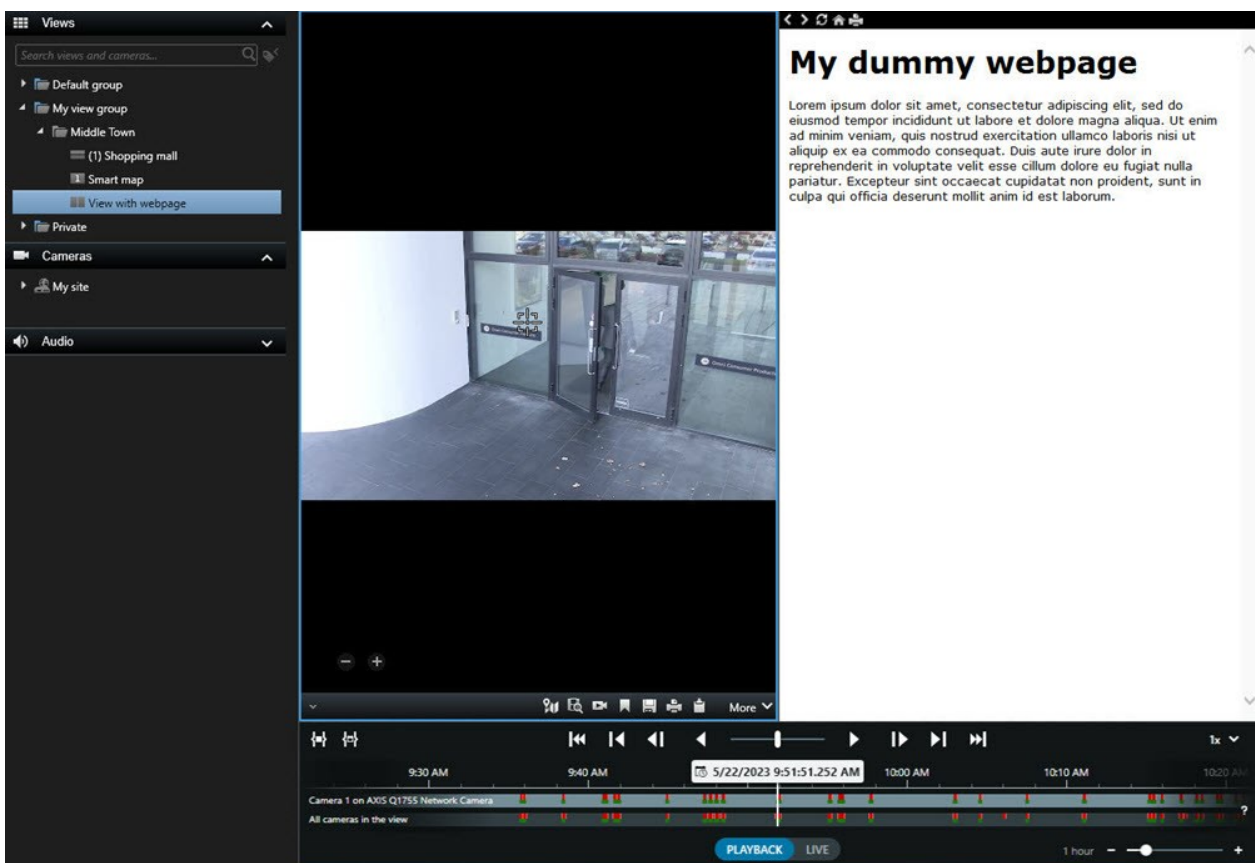 Views
Search views and cameras...
Default group
My view group
Middle Town
(1) Shopping mall
1 Smart map
View with webpage
Private
Cameras
My site
Audio
More
My dummy webpage
Lorem ipsum dolor sit amet, consectetur adipiscing elit, sed do
eiusmod tempor incididunt ut labore et dolore magna aliqua. Ut enim
ad minim veniam, quis nostrud exercitation ullamco laboris nisi ut
aliquip ex ea commodo consequat. Duis aute irure dolor in
reprehenderit in voluptate velit esse cillum dolore eu fugiat nulla
pariatur. Excepteur sint occaecat cupidatat non proident, sunt in
culpa qui officia deserunt mollit anim id est laborum.
1x
9:30 AM 9:40 AM 5/22/2023 9:51:51.252 AM 10:00 AM 10:10 AM 10:20 AM
Camera 1 on AXIS Q1755 Network Camera
All cameras in the view
?
PLAYBACK LIVE
1 hour - +